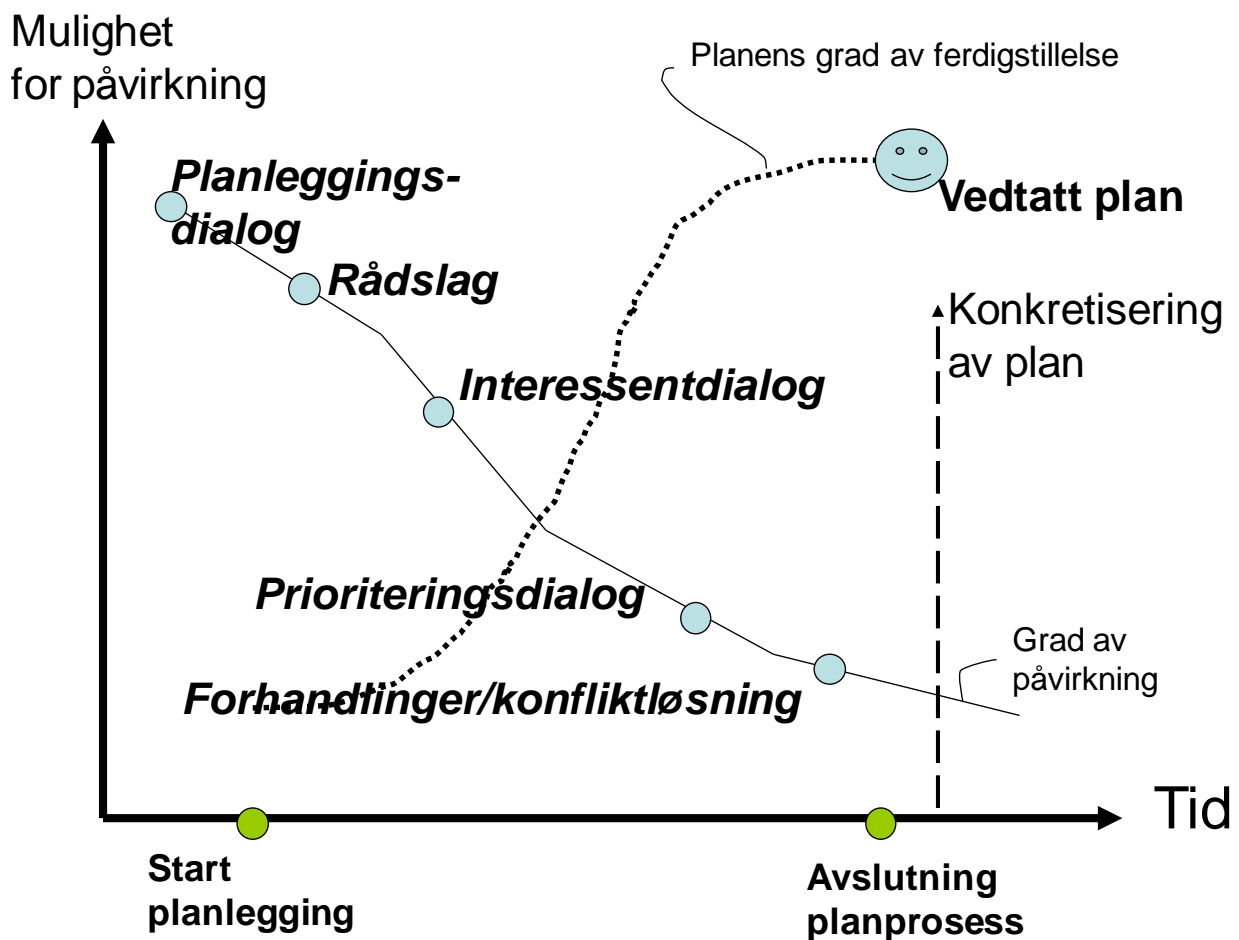 Mulighet
for påvirkning
Planens grad av ferdigstillelse
Planleggings-
dialog
Vedtatt plan
Rådslag
Konkretisering
av plan
Interessentdialog
Prioriteringsdialog
Grad av
påvirkning
Forhandlinger/konfliktløsning
Tid
Start
planlegging
Avslutning
planprosess